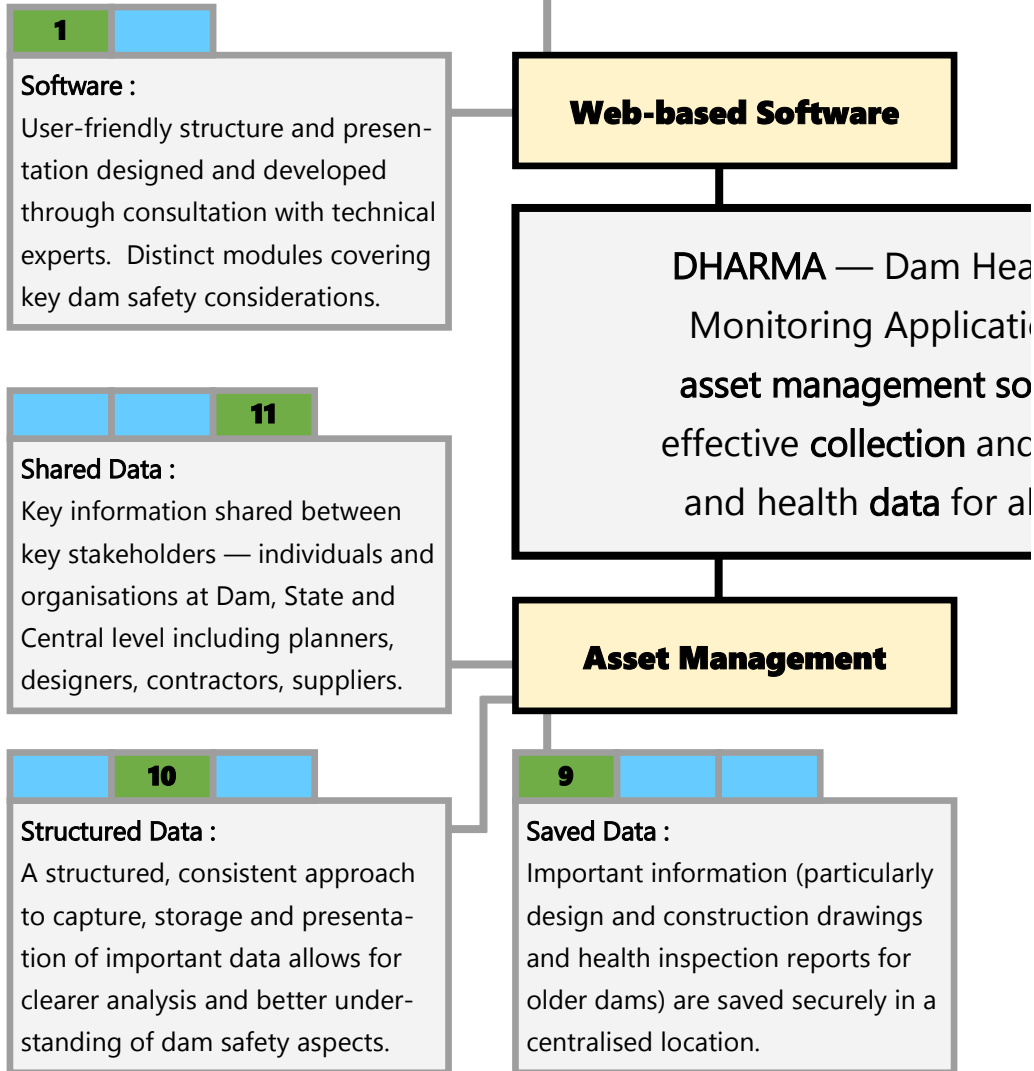 1
Software :
User-friendly structure and presen-
tation designed and developed
through consultation with technical
experts.  Distinct modules covering
key dam safety considerations.
Web-based Software
DHARMA — Dam Hea
Monitoring Applicati
asset management so
effective collection and
and health data for al
11
Shared Data :
Key information shared between
key stakeholders — individuals and
organisations at Dam, State and
Central level including planners,
designers, contractors, suppliers.
Asset Management
10
Structured Data :
A structured, consistent approach
to capture, storage and presenta-
tion of important data allows for
clearer analysis and better under-
standing of dam safety aspects.
9
Saved Data :
Important information (particularly
design and construction drawings
and health inspection reports for
older dams) are saved securely in a
centralised location.